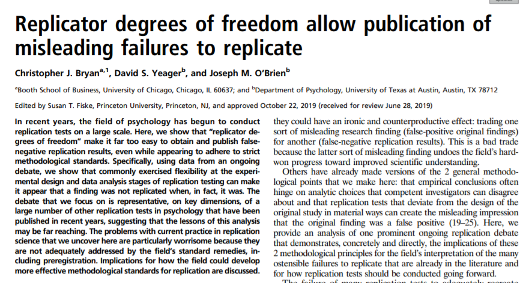 Replicator degrees of freedom allow publication of
misleading failures to replicate
Christopher J. Bryan^a,1, David S. Yeager^b, and Joseph M. O'Brien^b
^aBooth School of Business, University of Chicago, Chicago, IL 60637; and ^bDepartment of Psychology, University of Texas at Austin, Austin, TX 78712
Edited by Susan T. Fiske, Princeton University, Princeton, NJ, and approved October 22, 2019 (received for review June 28, 2019)
In recent years, the field of psychology has begun to conduct
replication tests on a large scale. Here, we show that "replicator de-
grees of freedom" make it far too easy to obtain and publish false-
negative replication results, even while appearing to adhere to strict
methodological standards. Specifically, using data from an ongoing
debate, we show that commonly exercised flexibility at the experi-
mental design and data analysis stages of replication testing can make
it appear that a finding was not replicated when, in fact, it was. The
debate that we focus on is representative, on key dimensions, of a
large number of other replication tests in psychology that have been
published in recent years, suggesting that the lessons of this analysis
may be far reaching. The problems with current practice in replication
science that we uncover here are particularly worrisome because they
are not adequately addressed by the field's standard remedies, in-
cluding preregistration. Implications for how the field could develop
more effective methodological standards for replication are discussed.
they could have an ironic and counterproductive effect: trading one
sort of misleading research finding (false-positive original findings)
for another (false-negative replication results). This is a bad trade
because the latter sort of misleading finding undoes the field's hard-
won progress toward improved scientific understanding.
Others have already made versions of the 2 general methodo-
logical points that we make here: that empirical conclusions often
hinge on analytic choices that competent investigators can disagree
about and that replication tests that deviate from the design of the
original study in material ways can create the misleading impression
that the original finding was a false positive (19–25). Here, we
provide an analysis of one prominent ongoing replication debate
that demonstrates, concretely and directly, the implications of these
2 methodological principles for the field's interpretation of the many
ostensible failures to replicate that are already in the literature and
for how replication tests should be conducted going forward.